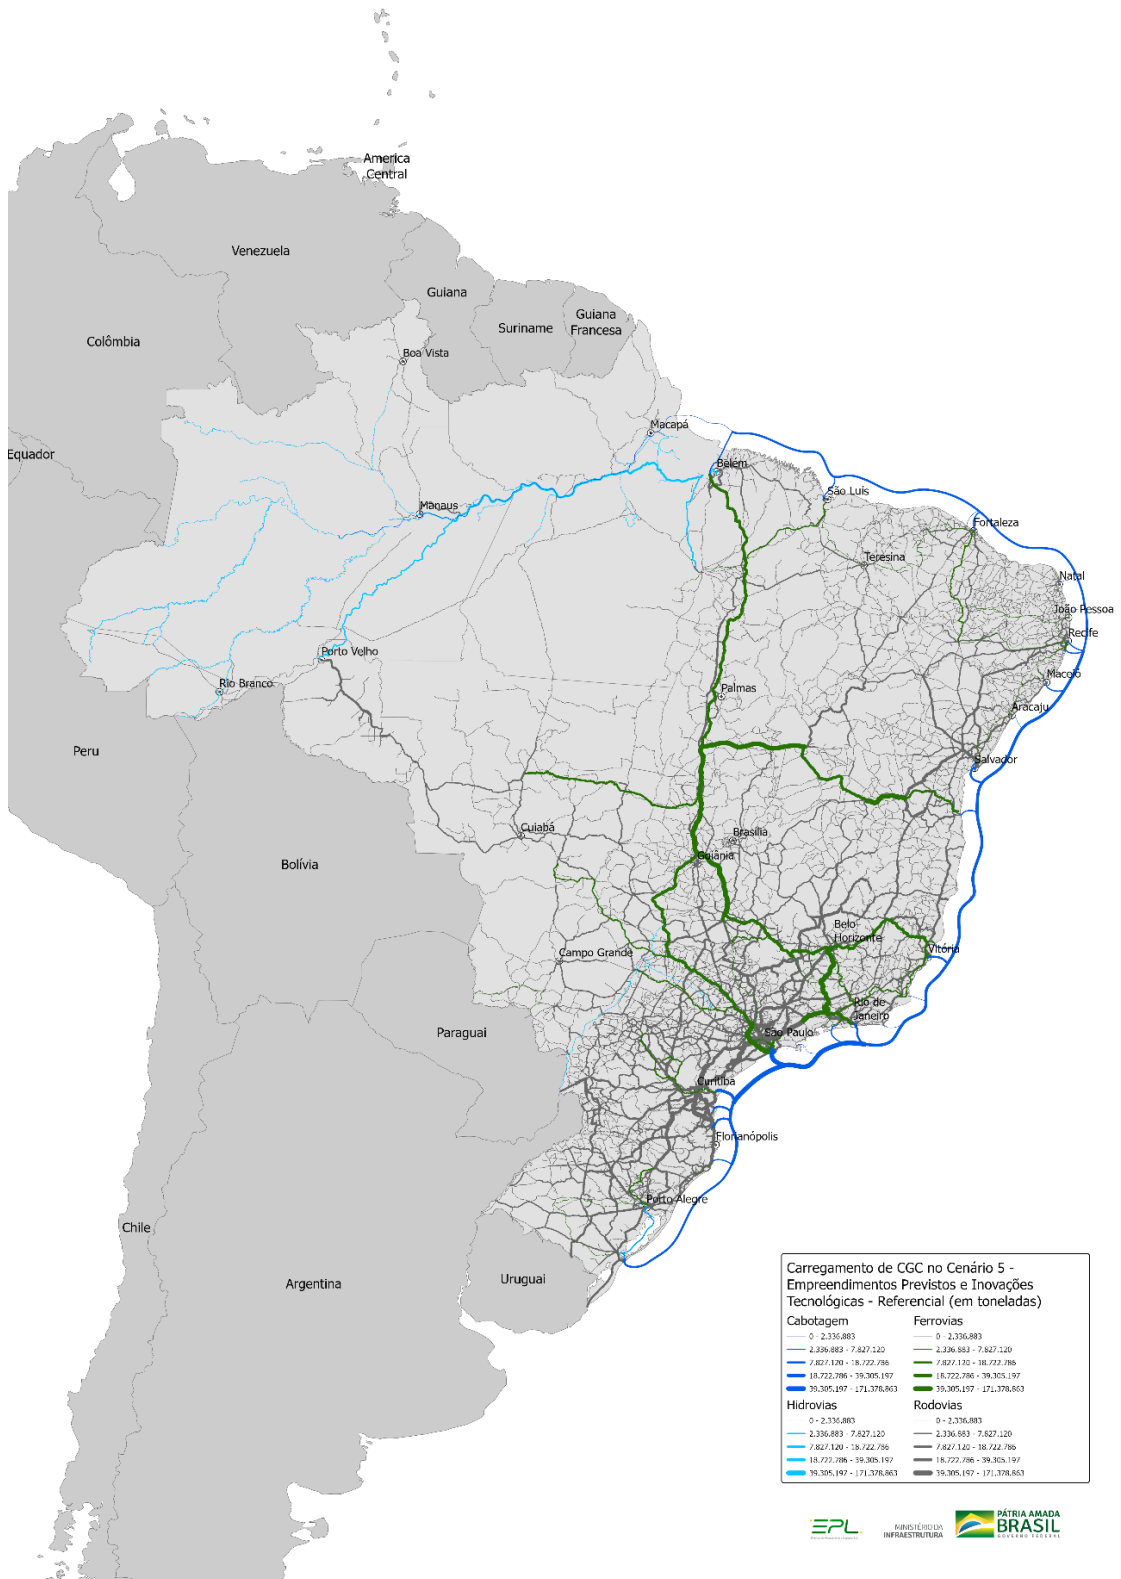 America
Central
Venezuela
Guiana
Suriname
Guiana
Francesa
Colômbia
Boa Vista
Macapá
Equador
Belém
São Luís
Manaus
Fortaleza
Teresina
Natal
João Pessoa
Recife
Porto Velho
Rio Branco
Maceió
Palmas
Aracaju
Peru
Salvador
Cuiabá
Brasília
Goiânia
Bolívia
Belo
Horizonte
Vitória
Campo Grande
Rio de
Janeiro
Paraguai
São Paulo
Curitiba
Florianópolis
Porto Alegre
Chile
Argentina
Uruguai
Carregamento de CGC no Cenário 5 -
Empreendimentos Previstos e Inovações
Tecnológicas - Referencial (em toneladas)
Cabotagem
0 - 2.336.883
2.336.883 - 7.827.120
7.827.120 - 18.722.786
18.722.786 - 39.305.197
39.305.197 - 171.378.863
Ferrovias
0 - 2.336.883
2.336.883 - 7.827.120
7.827.120 - 18.722.786
18.722.786 - 39.305.197
39.305.197 - 171.378.863
Hidrovias
0 - 2.336.883
2.336.883 - 7.827.120
7.827.120 - 18.722.786
18.722.786 - 39.305.197
39.305.197 - 171.378.863
Rodovias
0 - 2.336.883
2.336.883 - 7.827.120
7.827.120 - 18.722.786
18.722.786 - 39.305.197
39.305.197 - 171.378.863
EPL
MINISTÉRIO DA
INFRAESTRUTURA
PÁTRIA AMADA
BRASIL
GOVERNO FEDERAL